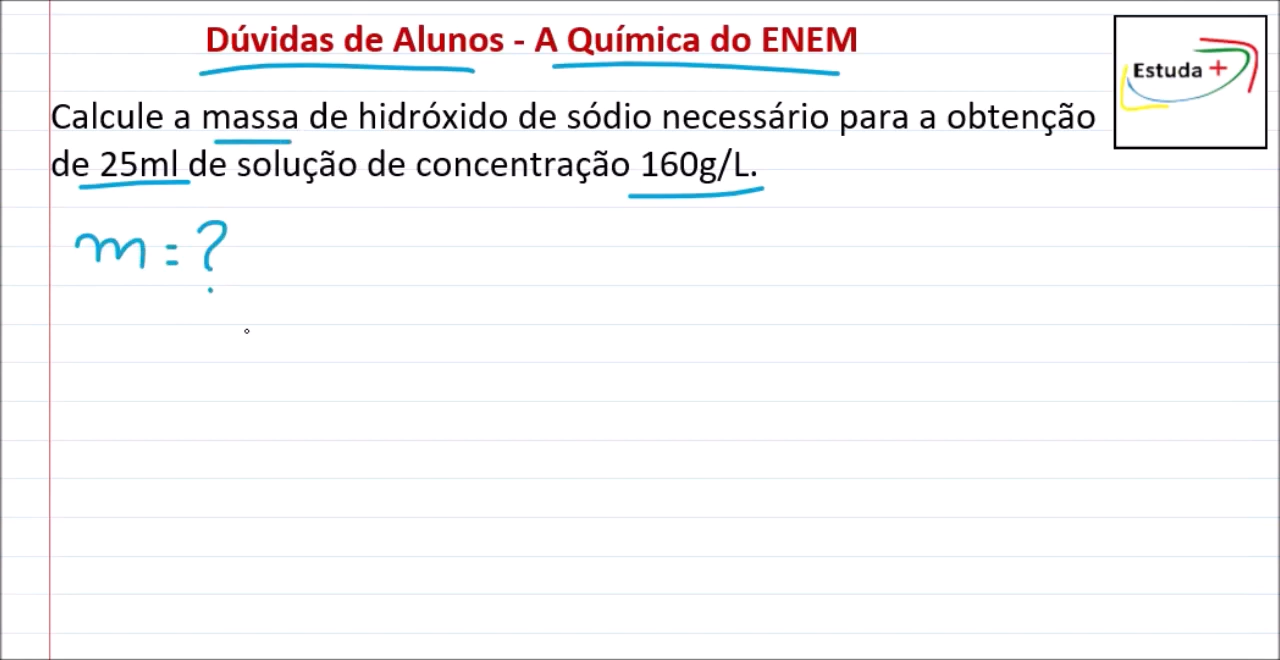 Dúvidas de Alunos - A Química do ENEM
Estuda +
Calcule a massa de hidróxido de sódio necessário para a obtenção
de 25ml de solução de concentração 160g/L.
m = ?